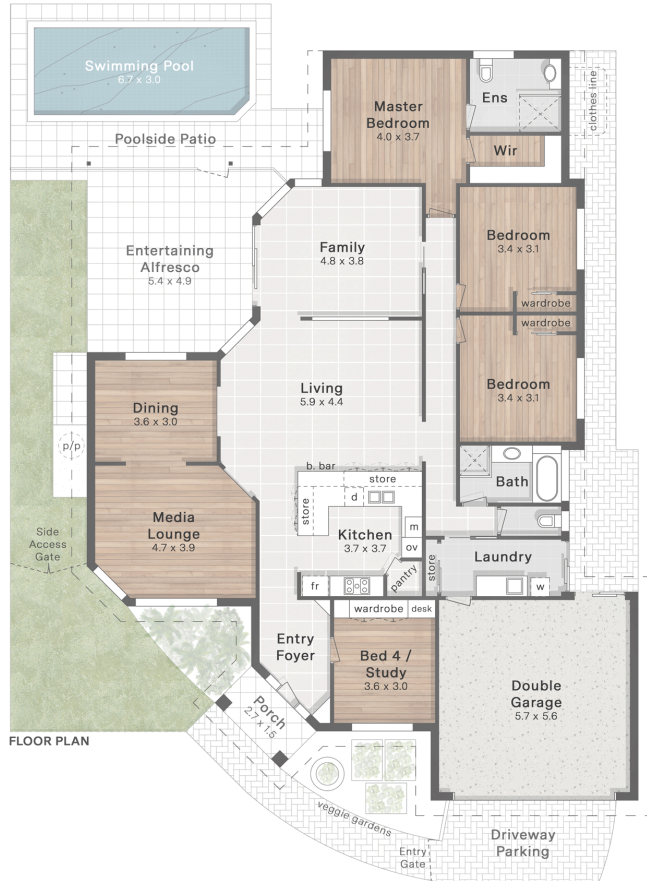 Swimming Pool
6.7 x 3.0
Poolside Patio
Master
Bedroom
4.0 x 3.7
Ens
Wir
clothes line
Entertaining
Alfresco
5.4 x 4.9
Family
4.8 x 3.8
Bedroom
3.4 x 3.1
wardrobe
wardrobe
Bedroom
3.4 x 3.1
Living
5.9 x 4.4
Dining
3.6 x 3.0
p/p
b. bar
store
d
store
Bath
Media
Lounge
4.7 x 3.9
Kitchen
3.7 x 3.7
m
ov
Side
Access
Gate
Laundry
store
pantry
fr
w
wardrobe
desk
Entry
Foyer
Bed 4 /
Study
3.6 x 3.0
Double
Garage
5.7 x 5.6
Porch
2.7 x 1.5
FLOOR PLAN
veggie gardens
Entry
Gate
Driveway
Parking